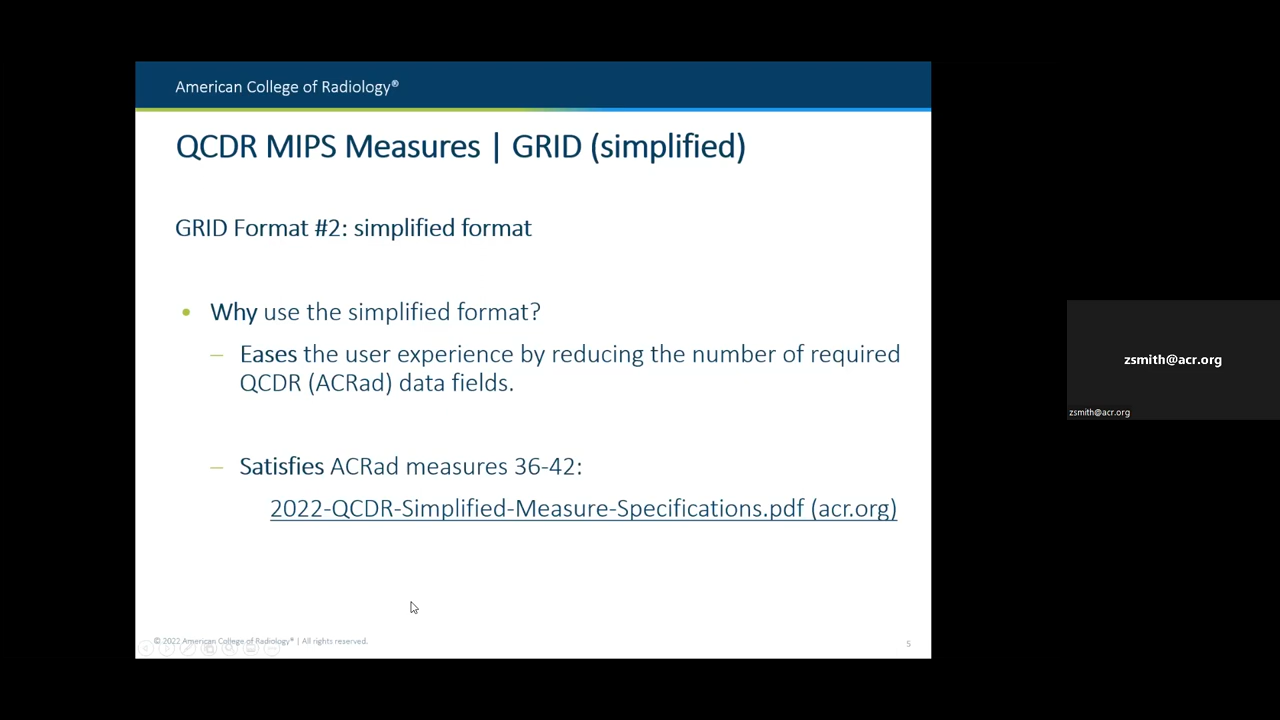 American College of Radiology®
QCDR MIPS Measures | GRID (simplified)
GRID Format #2: simplified format
• Why use the simplified format?
– Eases the user experience by reducing the number of required
QCDR (ACRad) data fields.
– Satisfies ACRad measures 36-42:
2022-QCDR-Simplified-Measure-Specifications.pdf (acr.org)
© 2022 American College of Radiology® | All rights reserved.
5
zsmith@acr.org
zsmith@acr.org